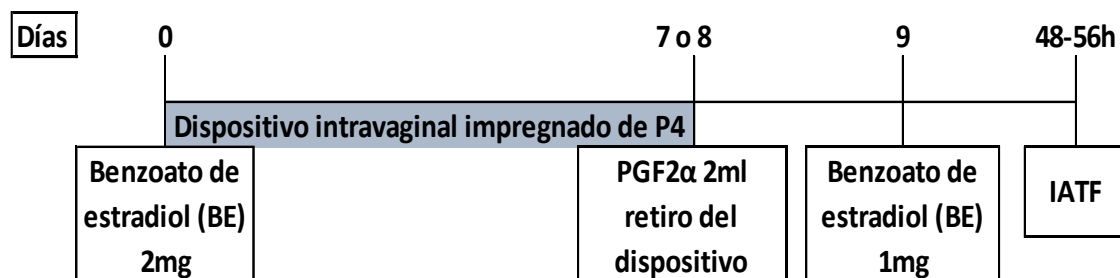 Días 0 7 o 8 9 48-56h
Dispositivo intravaginal impregnado de P4
Benzoato de
estradiol (BE)
2mg
PGF2α 2ml
retiro del
dispositivo
Benzoato de
estradiol (BE)
1mg
IATF